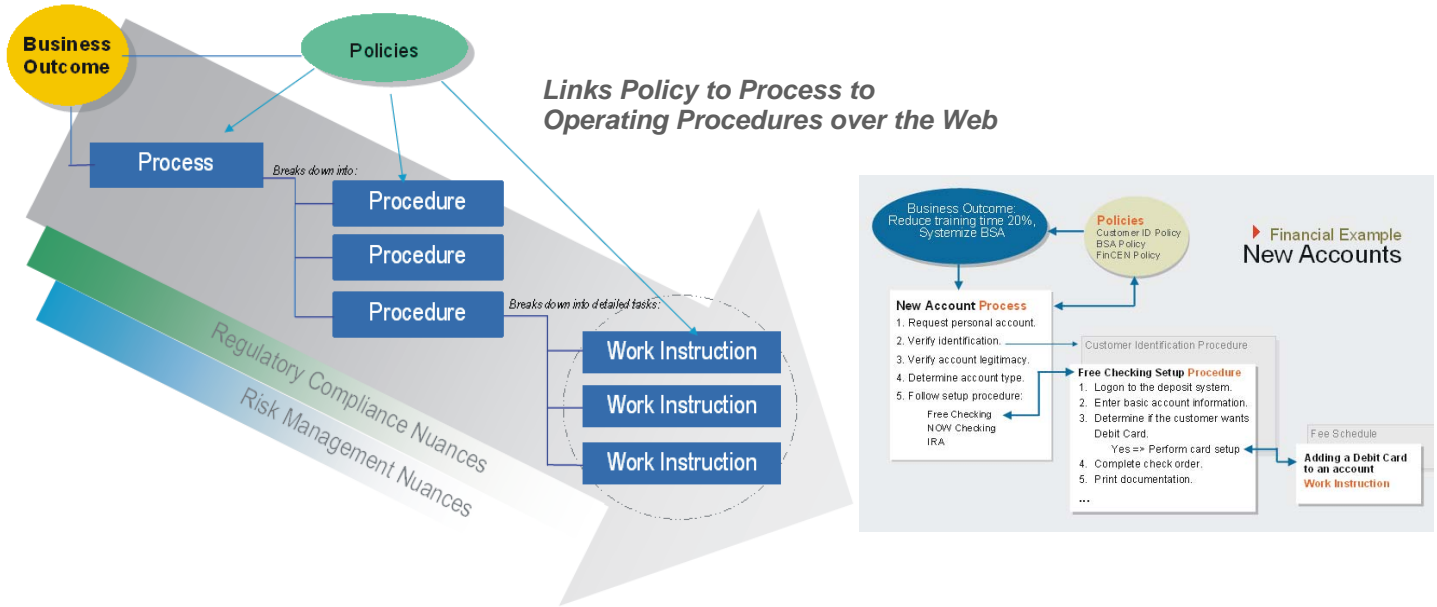 Business
Outcome
Policies
Links Policy to Process to
Operating Procedures over the Web
Process
Breaks down into:
Procedure
Procedure
Procedure
Breaks down into detailed tasks:
Work Instruction
Work Instruction
Work Instruction
Regulatory Compliance Nuances
Risk Management Nuances
Business Outcome:
Reduce training time 20%,
Systemize BSA
Policies
Customer ID Policy
BSA Policy
FinCEN Policy
Financial Example
New Accounts
New Account Process
1. Request personal account.
2. Verify identification.
3. Verify account legitimacy.
4. Determine account type.
5. Follow setup procedure:
Free Checking
NOW Checking
IRA
Customer Identification Procedure
Free Checking Setup Procedure
1. Logon to the deposit system.
2. Enter basic account information.
3. Determine if the customer wants
Debit Card.
Yes => Perform card setup
4. Complete check order.
5. Print documentation.
...
Fee Schedule
Adding a Debit Card
to an account
Work Instruction